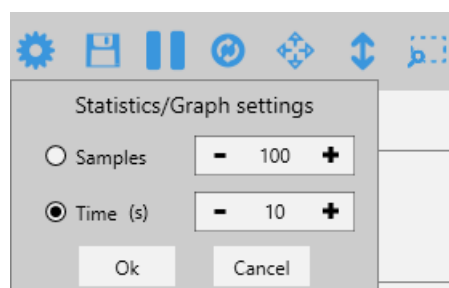 Statistics/Graph settings
Samples - 100 +
Time (s) - 10 +
Ok Cancel